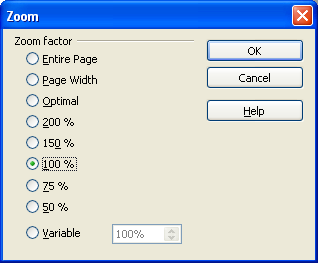 Zoom
Zoom factor
Entire Page
Page Width
Optimal
200 %
150 %
100 %
75 %
50 %
Variable
100%
OK
Cancel
Help